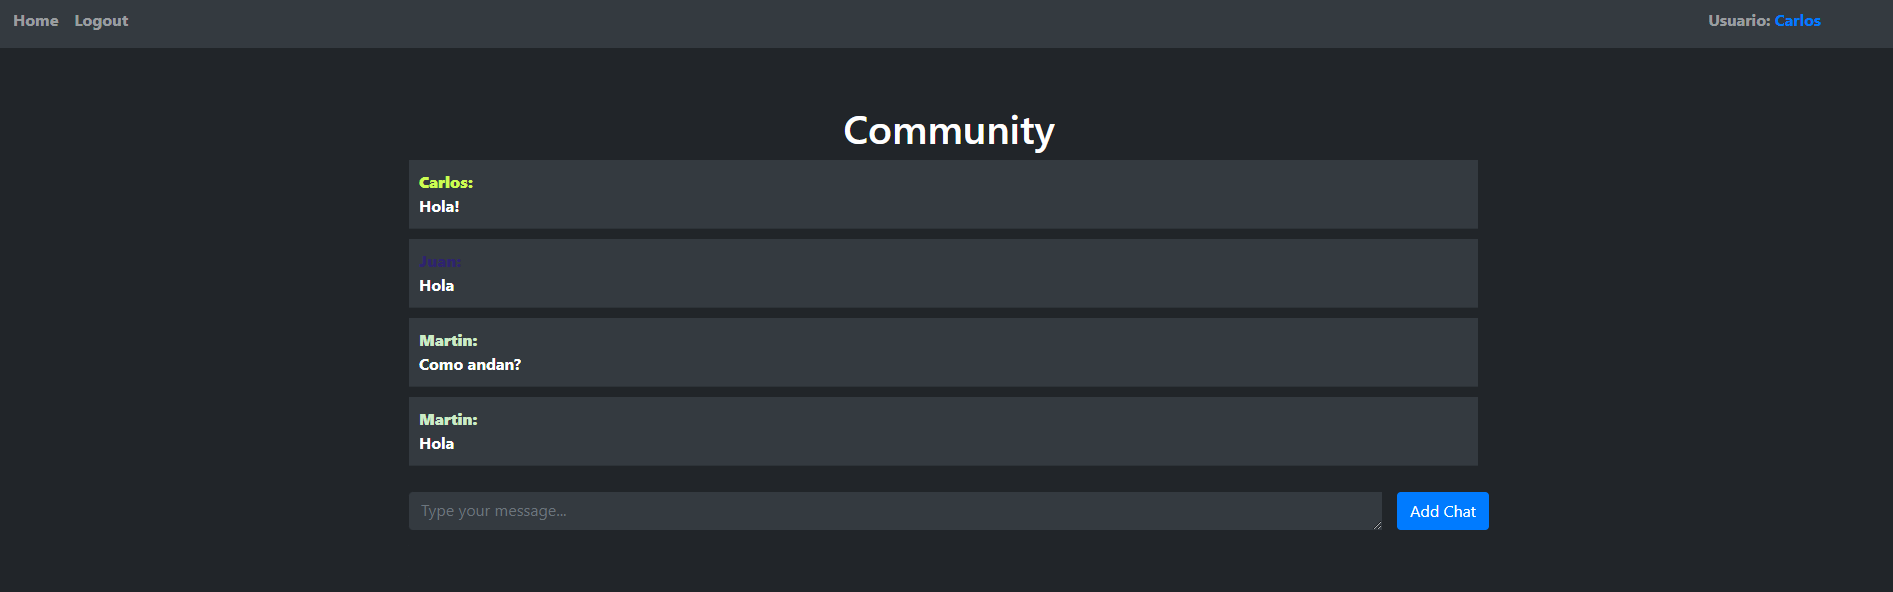 Home Logout Usuario: Carlos
Community
Carlos:
Hola!
Juan:
Hola
Martin:
Como andan?
Martin:
Hola
Type your message... Add Chat